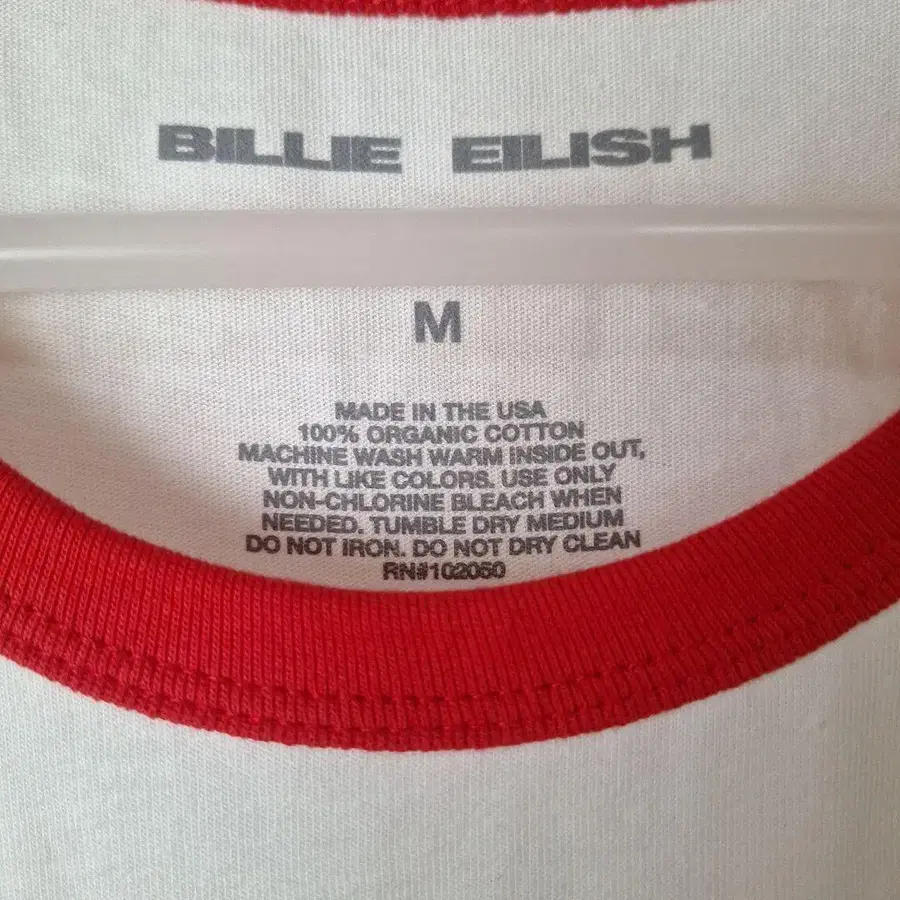 BILLIE EILISH
M
MADE IN THE USA
100% ORGANIC COTTON
MACHINE WASH WARM INSIDE OUT,
WITH LIKE COLORS. USE ONLY
NON-CHLORINE BLEACH WHEN
NEEDED. TUMBLE DRY MEDIUM
DO NOT IRON. DO NOT DRY CLEAN
RN#102060